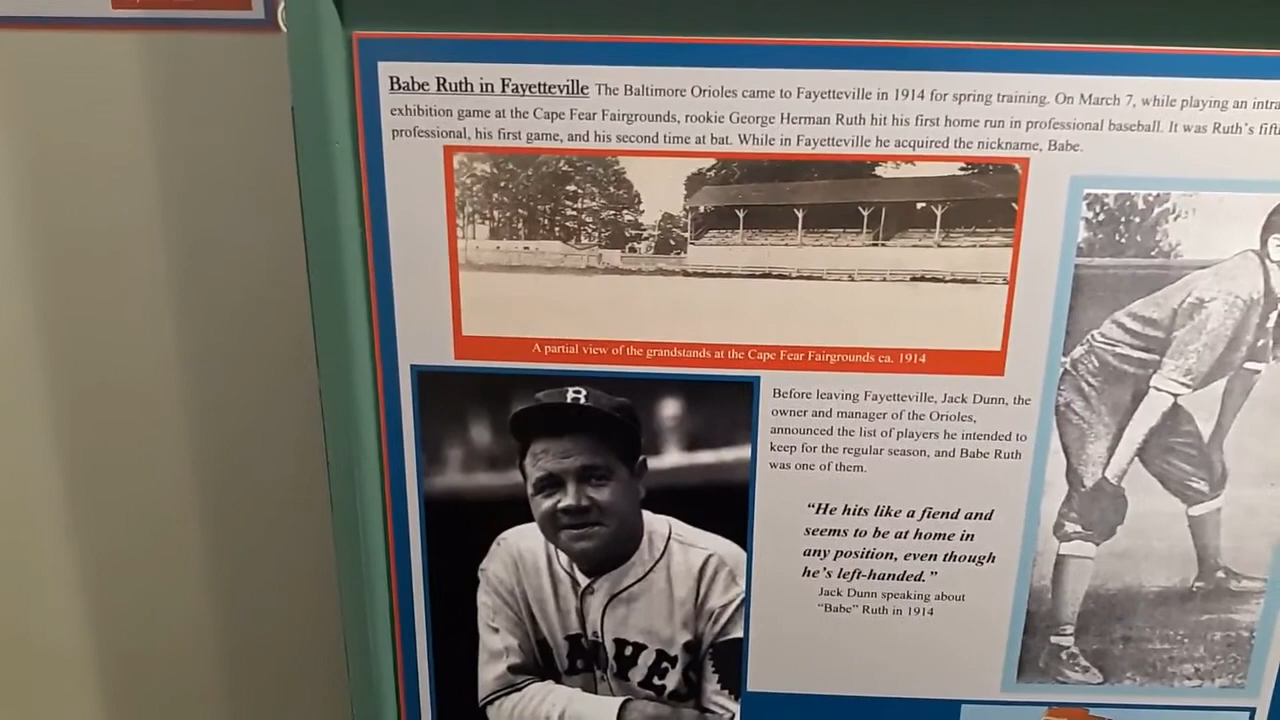 Babe Ruth in Fayetteville The Baltimore Orioles came to Fayetteville in 1914 for spring training. On March 7, while playing an intra
exhibition game at the Cape Fear Fairgrounds, rookie George Herman Ruth hit his first home run in professional baseball. It was Ruth's fift
professional, his first game, and his second time at bat. While in Fayetteville he acquired the nickname, Babe.
A partial view of the grandstands at the Cape Fear Fairgrounds ca. 1914
B
Before leaving Fayetteville, Jack Dunn, the
owner and manager of the Orioles,
announced the list of players he intended to
keep for the regular season, and Babe Ruth
was one of them.
"He hits like a fiend and
seems to be at home in
any position, even though
he's left-handed."
Jack Dunn speaking about
"Babe" Ruth in 1914